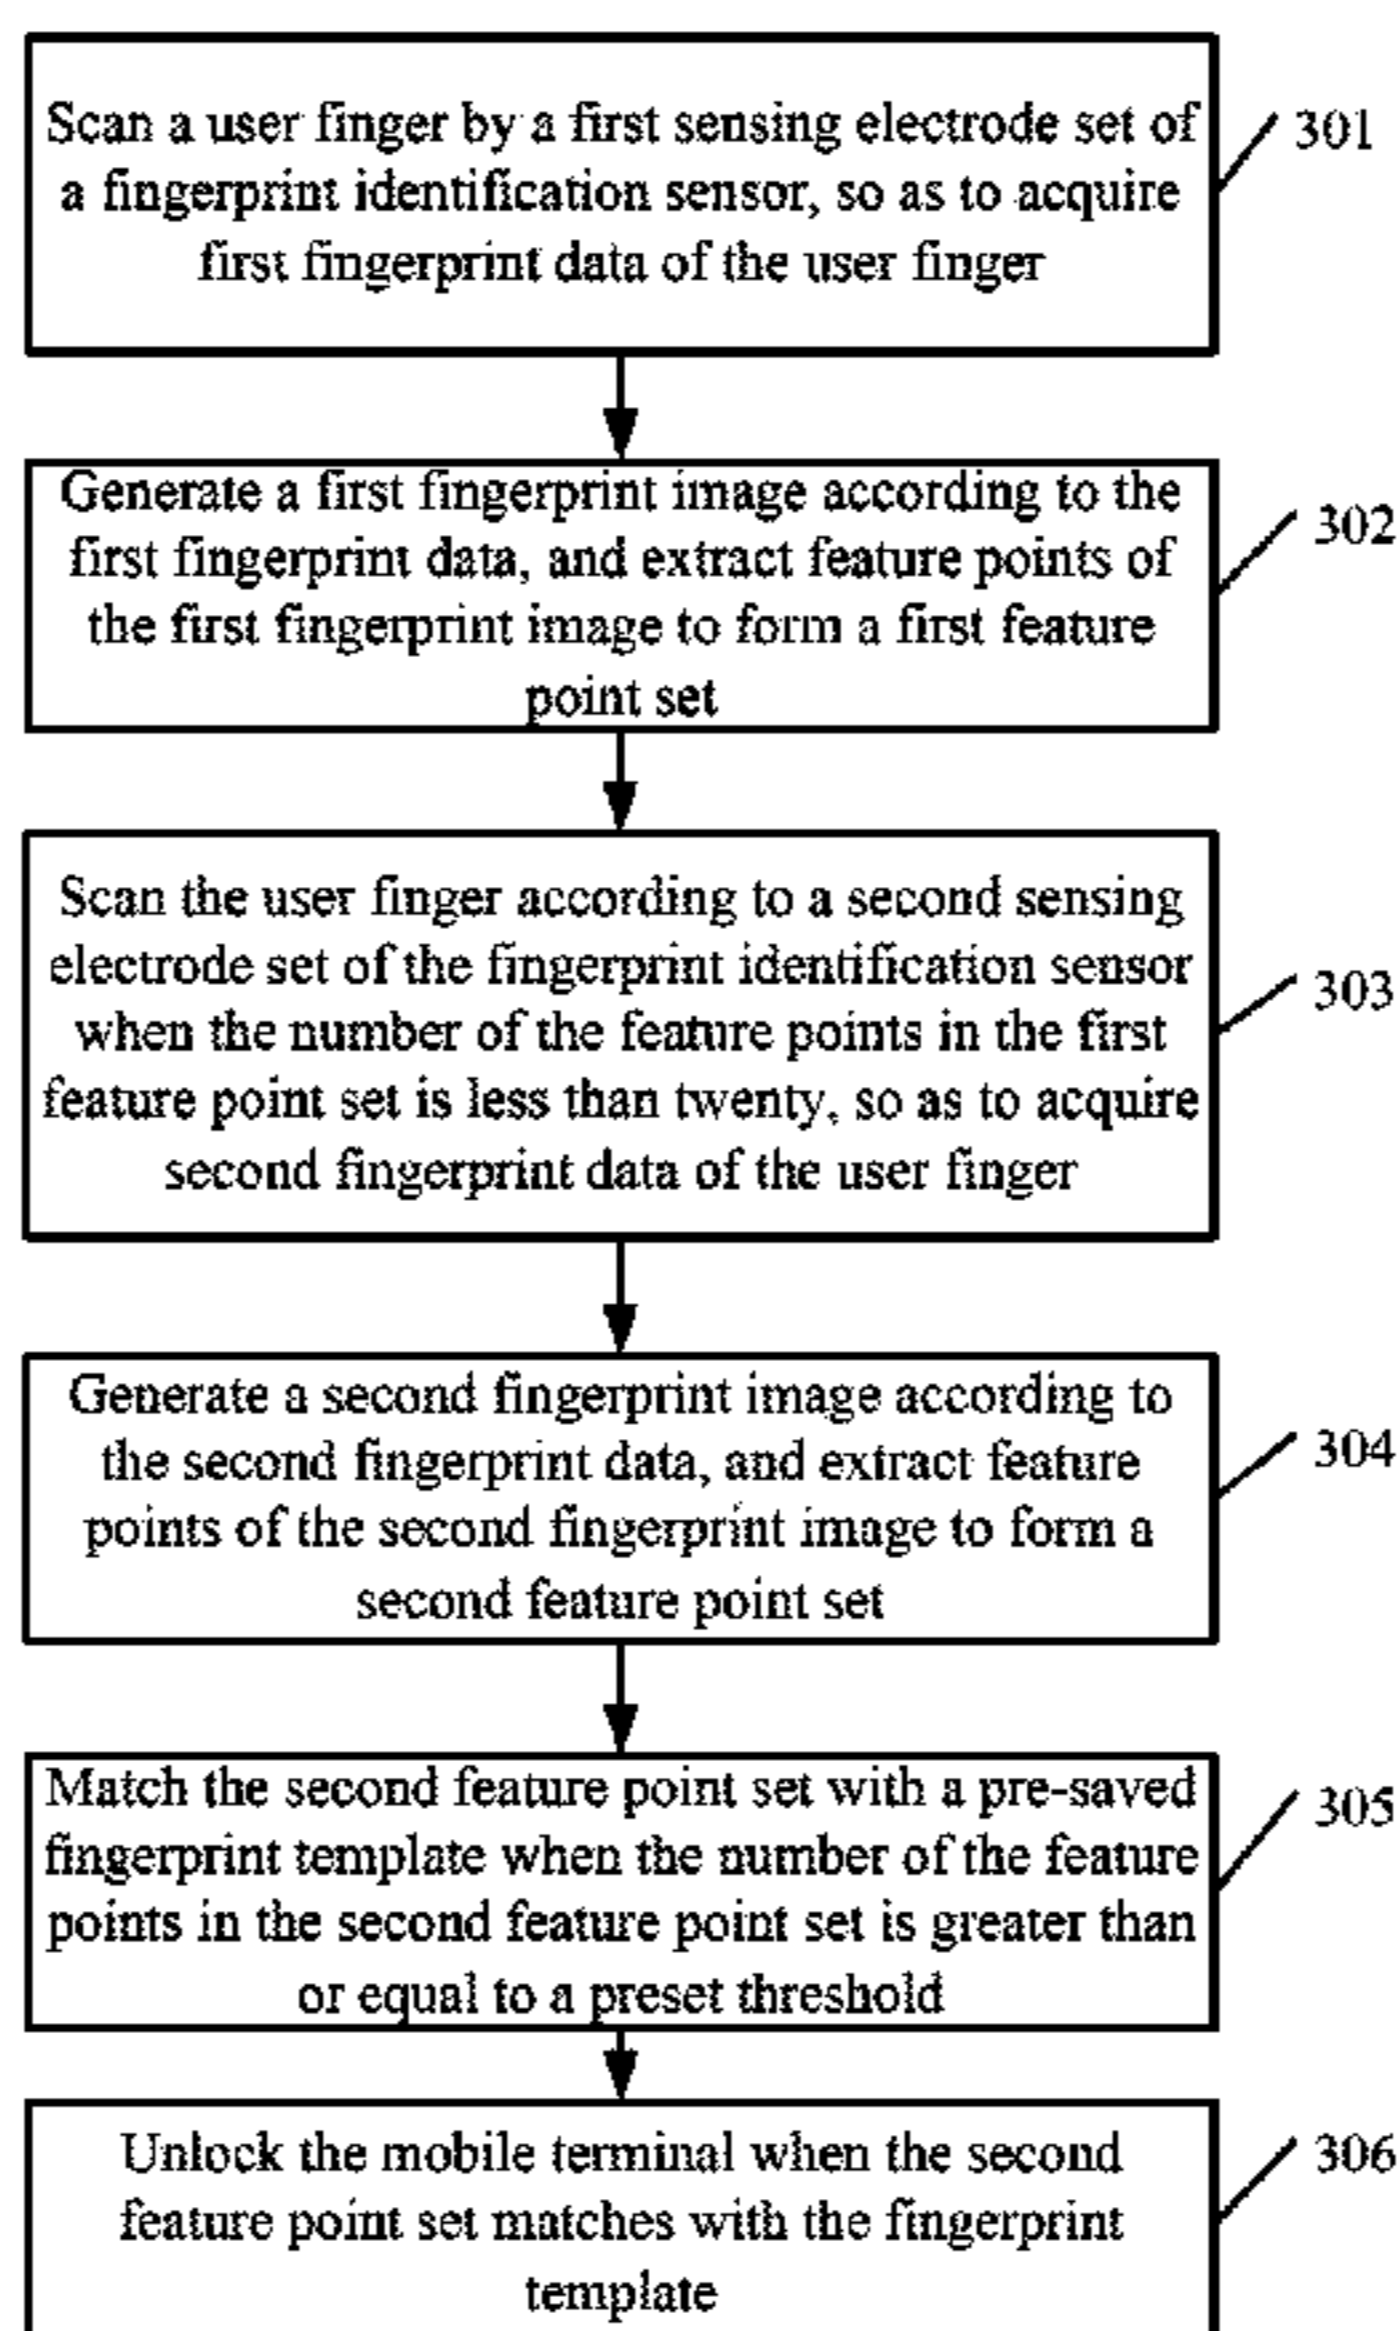 Scan a user finger by a first sensing electrode set of
a fingerprint identification sensor, so as to acquire
first fingerprint data of the user finger
301
Generate a first fingerprint image according to the
first fingerprint data, and extract feature points of
the first fingerprint image to form a first feature
point set
302
Scan the user finger according to a second sensing
electrode set of the fingerprint identification sensor
when the number of the feature points in the first
feature point set is less than twenty, so as to acquire
second fingerprint data of the user finger
303
Generate a second fingerprint image according to
the second fingerprint data, and extract feature
points of the second fingerprint image to form a
second feature point set
304
Match the second feature point set with a pre-saved
fingerprint template when the number of the feature
points in the second feature point set is greater than
or equal to a preset threshold
305
Unlock the mobile terminal when the second
feature point set matches with the fingerprint
template
306